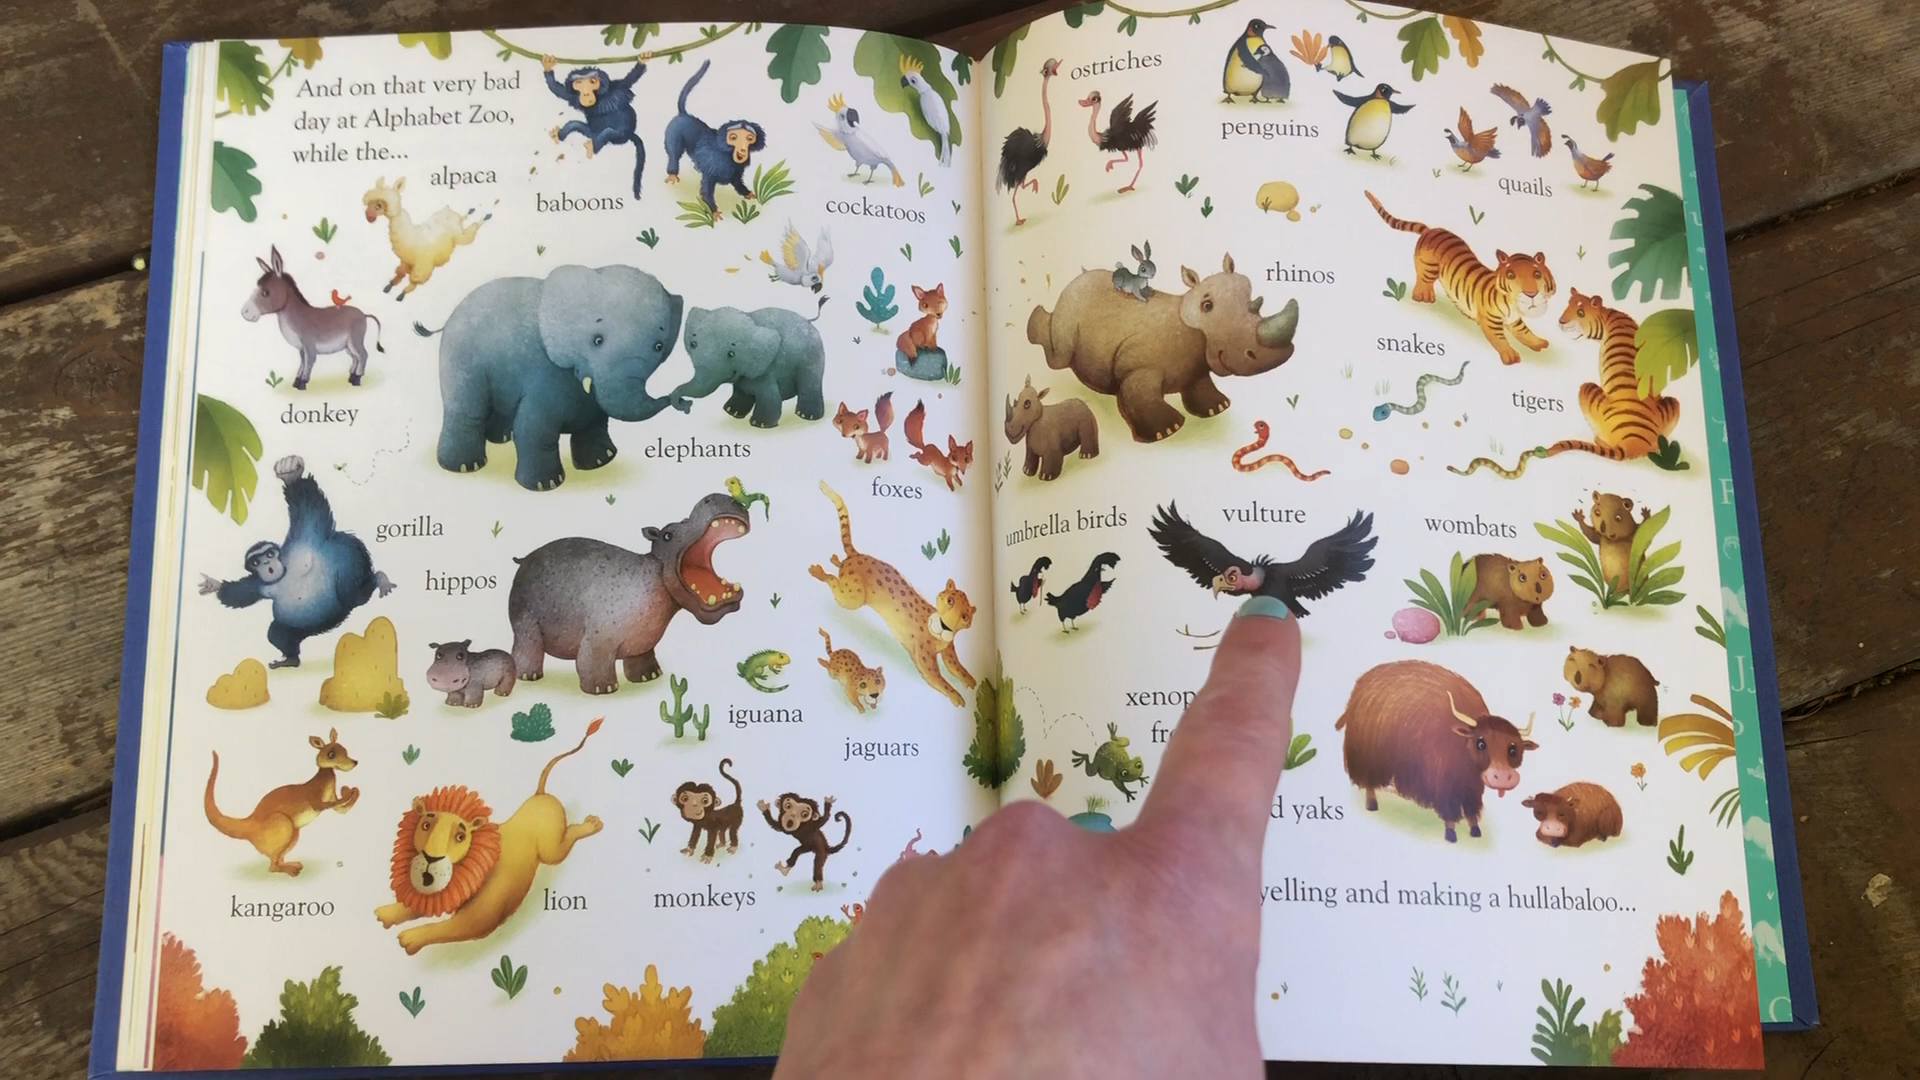 And on that very bad
day at Alphabet Zoo,
while the...
alpaca
baboons
cockatoos
donkey
elephants
foxes
gorilla
hippos
iguana
jaguars
kangaroo
lion
monkeys
ostriches
penguins
quails
rhinos
snakes
tigers
umbrella birds
vulture
wombats
yaks
yelling and making a hullabaloo...